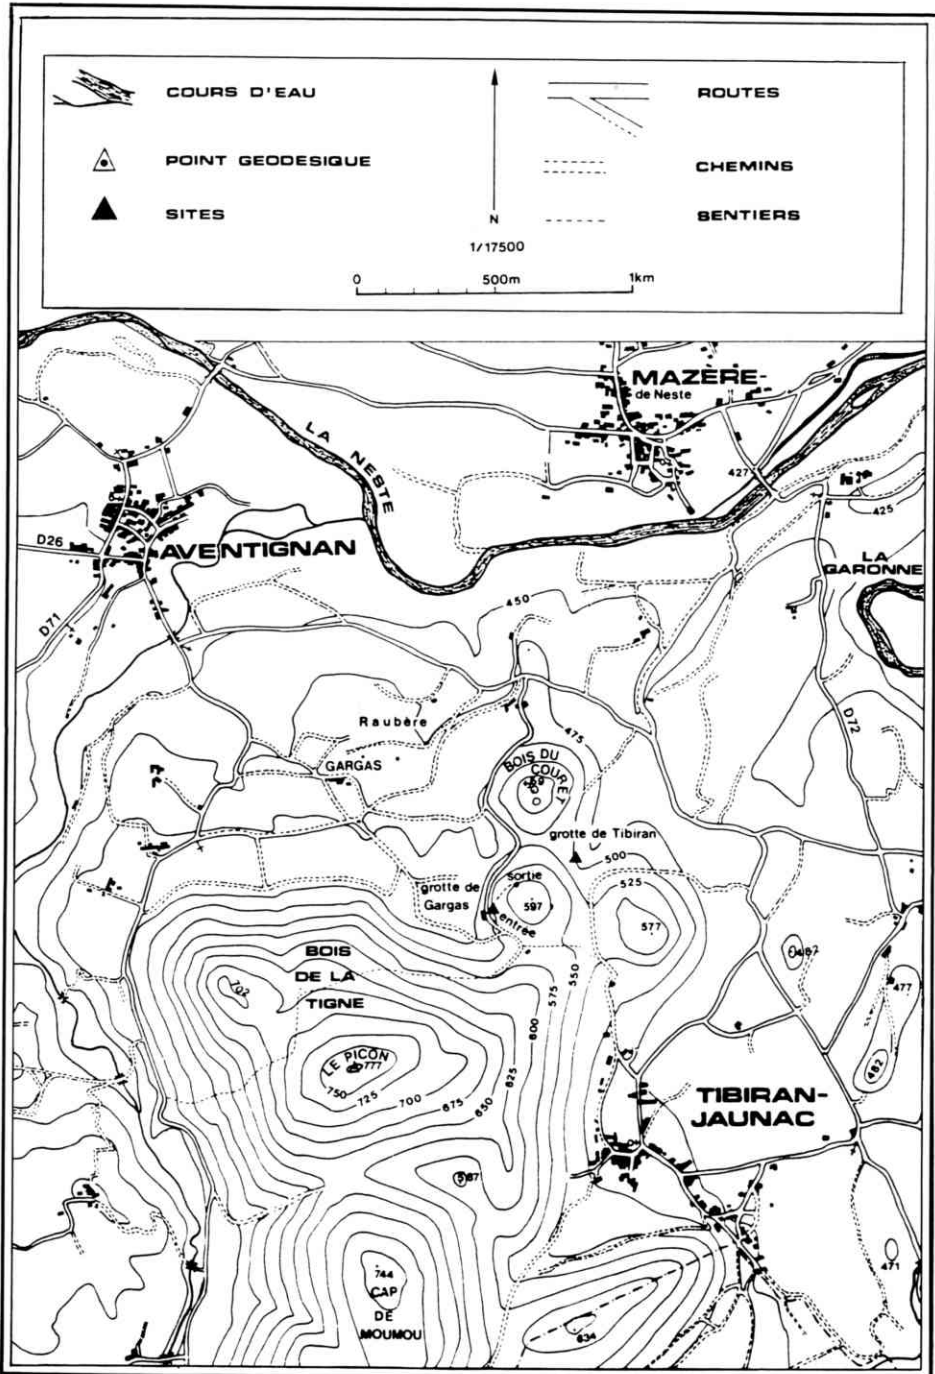 COURS D'EAU
POINT GEODESIQUE
SITES
N
1/17500
0 500m 1km
ROUTES
CHEMINS
SENTIERS
MAZÈRE-
de Neste
LA NESTE
427
425
D26
AVENTIGNAN
LA
GARONNE
D71
450
Raubère
475
D72
GARGAS
BOIS DU
COURET
grotte de Tibiran
500
sortie
525
grotte de
Gargas
entrée
597
577
BOIS
DE LA
TIGNE
702
550
575
600
477
LE PICÓN
777
750
725
700
675
650
625
482
TIBIRAN-
JAUNAC
744
CAP
DE
MOUMOU
634
471